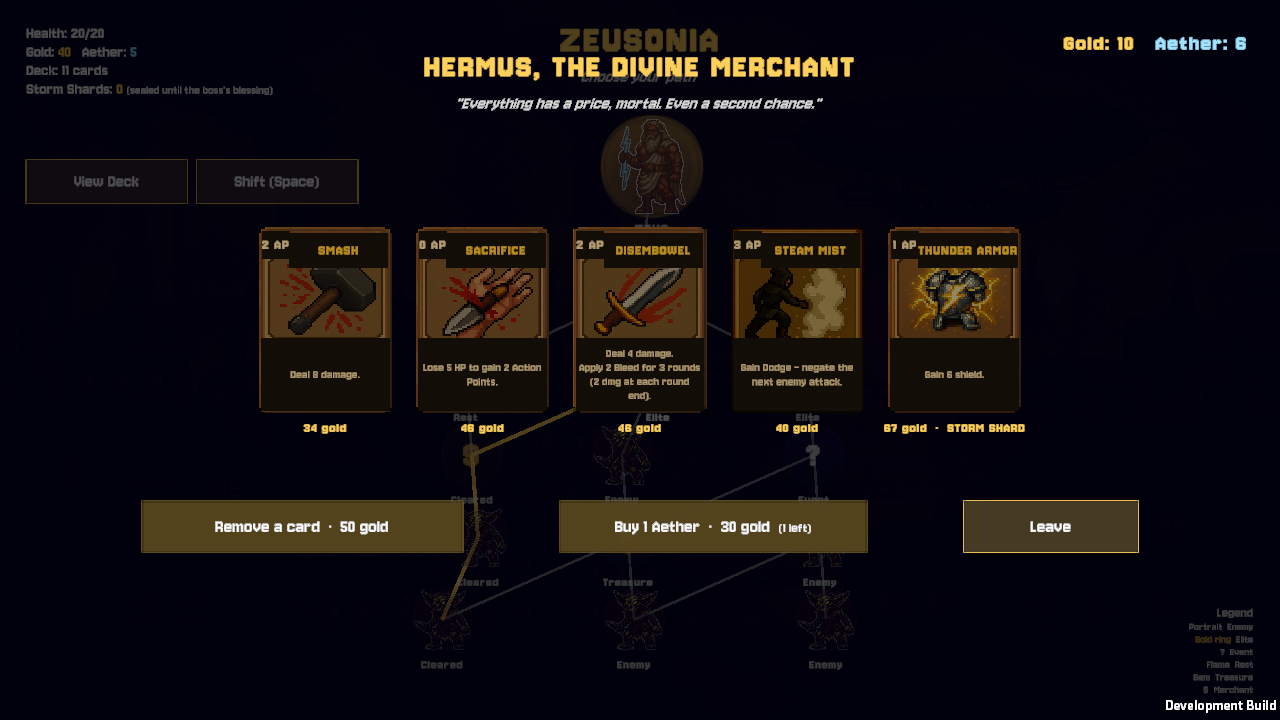 Health: 20/20
Gold: 40 Aether: 5
Deck: 11 cards
Storm Shards: 0 (sealed until the boss's blessing)
ZEUSONIA
choose your path
HERMUS, THE DIVINE MERCHANT
"Everything has a price, mortal. Even a second chance."
Gold: 10 Aether: 6
View Deck
Shift (Space)
2 AP
SMASH
Deal 8 damage.
34 gold
0 AP
SACRIFICE
Lose 5 HP to gain 2 Action
Points.
46 gold
2 AP
DISEMBOWEL
Deal 4 damage.
Apply 2 Bleed for 3 rounds
(2 dmg at each round
end).
46 gold
3 AP
STEAM MIST
Gain Dodge - negate the
next enemy attack.
40 gold
1 AP
THUNDER ARMOR
Gain 6 shield.
67 gold · STORM SHARD
Rest
Elite
Elite
?
Cleared
Enemy
Event
Remove a card · 50 gold
Buy 1 Aether · 30 gold (1 left)
Leave
Cleared
Treasure
Enemy
Cleared
Enemy
Enemy
Legend
Portrait Enemy
Gold ring Elite
? Event
Flame Rest
Gem Treasure
$ Merchant
Development Build